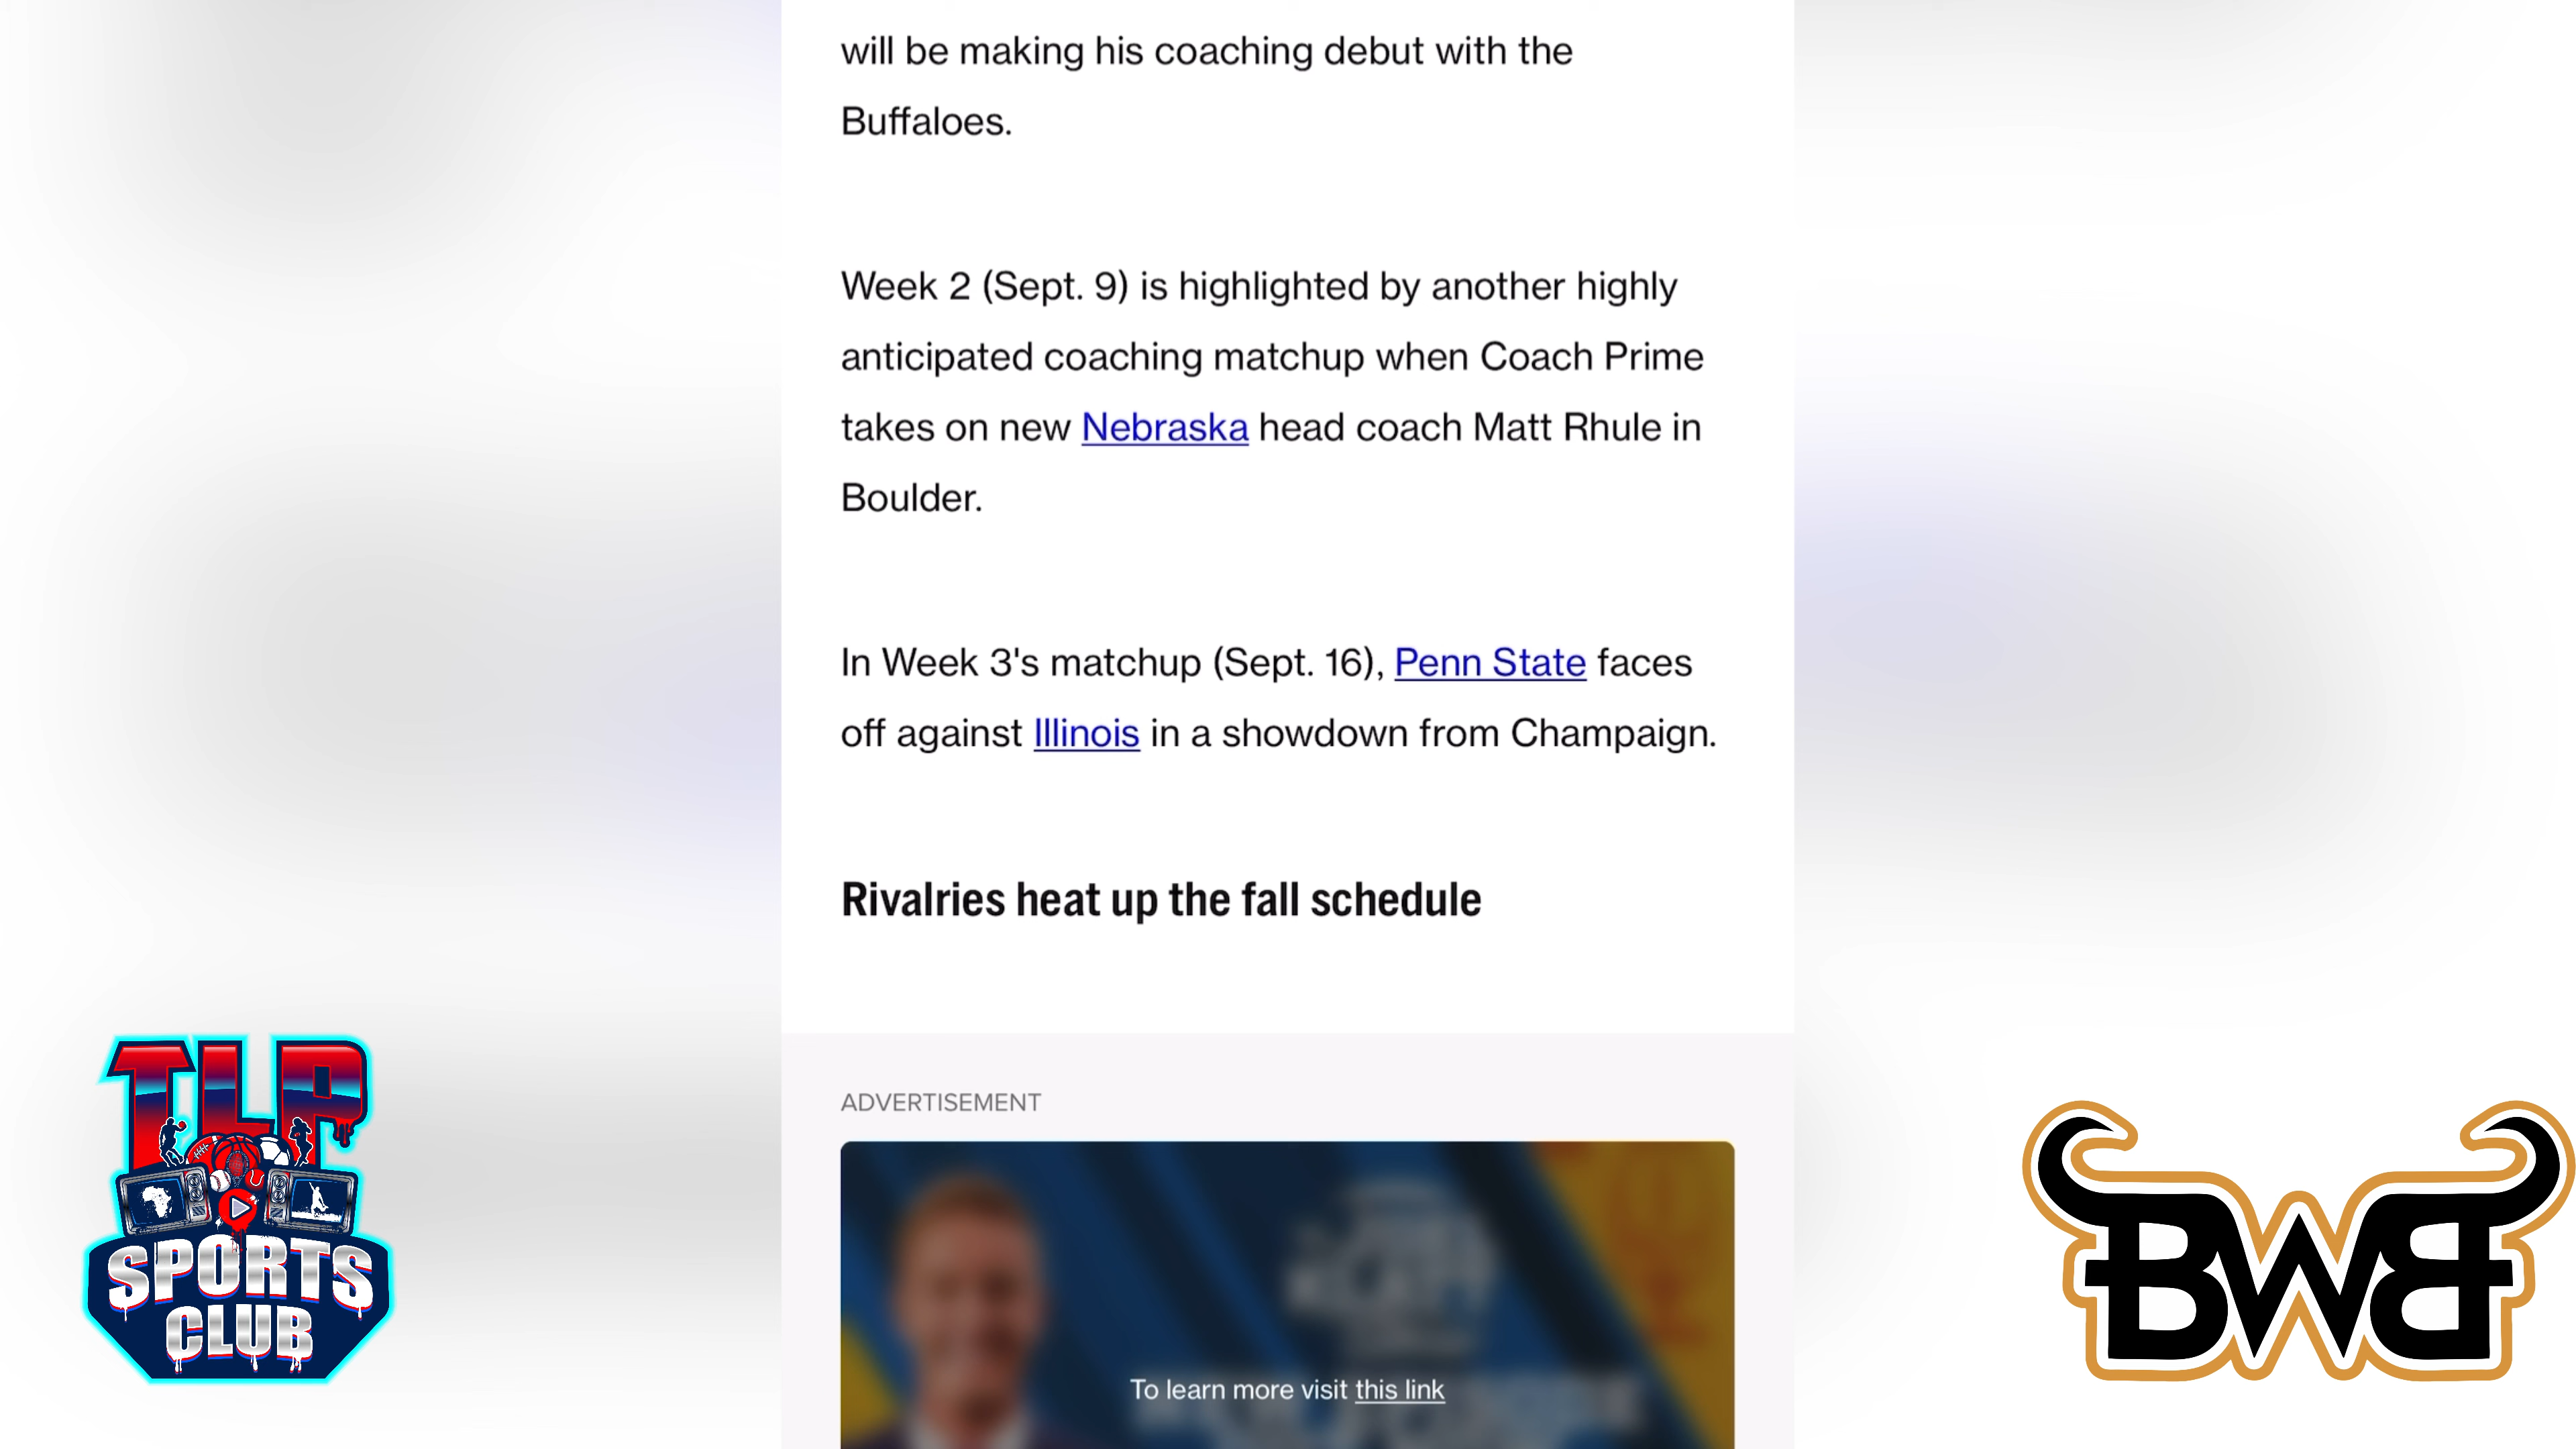 will be making his coaching debut with the
Buffaloes.
Week 2 (Sept. 9) is highlighted by another highly
anticipated coaching matchup when Coach Prime
takes on new Nebraska head coach Matt Rhule in
Boulder.
In Week 3's matchup (Sept. 16), Penn State faces
off against Illinois in a showdown from Champaign.
Rivalries heat up the fall schedule
ADVERTISEMENT
To learn more visit this link
TLP
SPORTS
CLUB
BWB